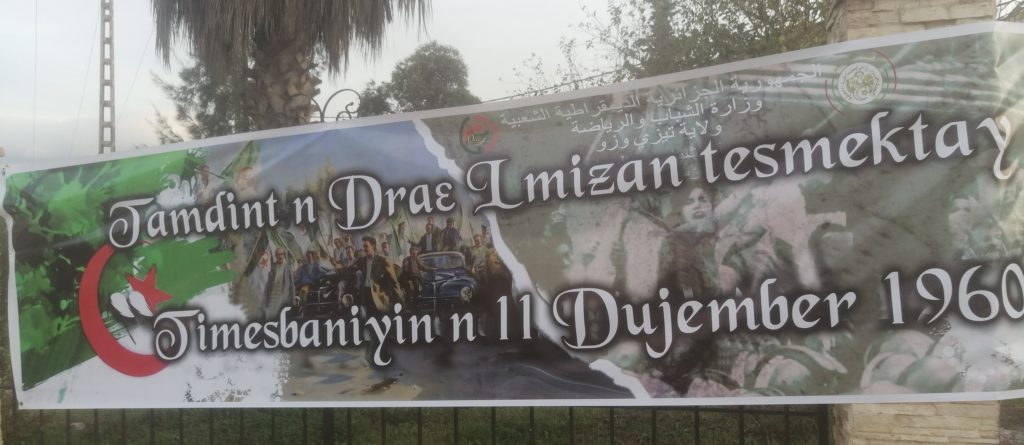 الجمهورية الجزائرية الديمقراطية الشعبية
وزارة الشباب والرياضة
ولاية تيزي وزو
Tamdint n Draɛ Lmizan tesmektay
Timesbaniyin n 11 Dujember 1960